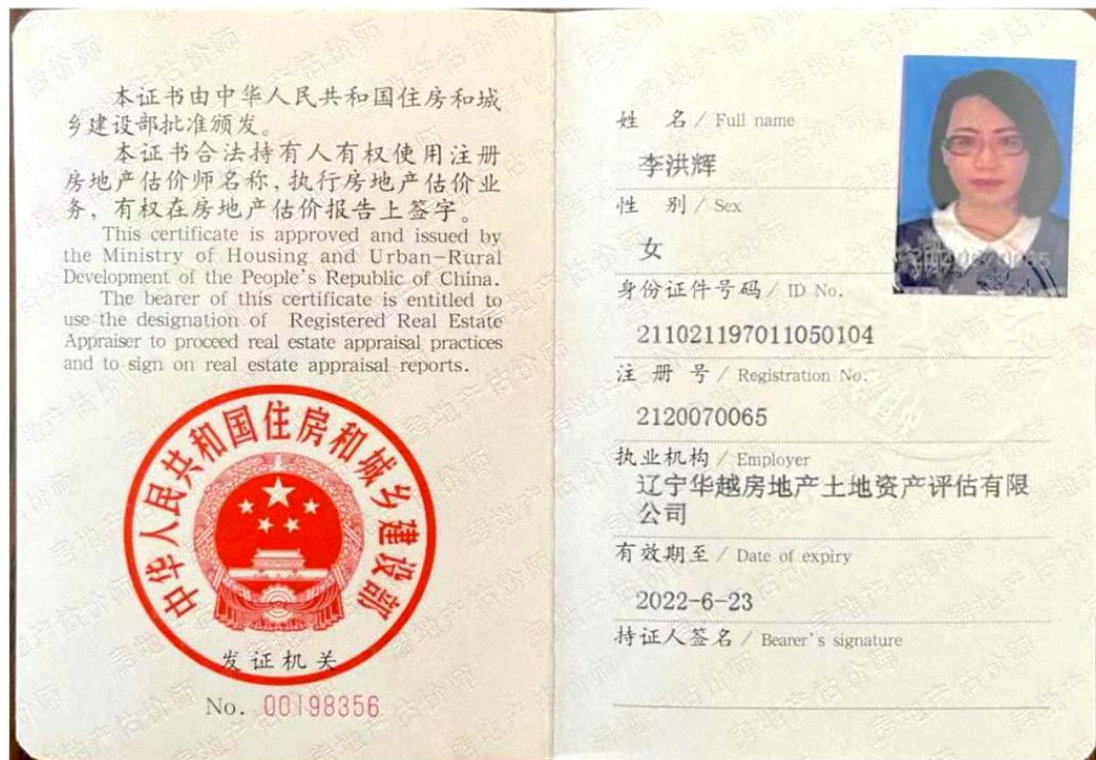 本证书由中华人民共和国住房和城
乡建设部批准颁发。
本证书合法持有人有权使用注册
房地产估价师名称,执行房地产估价业
务,有权在房地产估价报告上签字。
This certificate is approved and issued by
the Ministry of Housing and Urban-Rural
Development of the People's Republic of China.
The bearer of this certificate is entitled to
use the designation of Registered Real Estate
Appraiser to proceed real estate appraisal practices
and to sign on real estate appraisal reports.
中华人民共和国住房和城乡建设部
发证机关
No. 00198356
姓 名 / Full name
李洪辉
性 别 / Sex
女
身份证件号码 / ID No.
211021197011050104
注 册 号 / Registration No.
2120070065
执业机构 / Employer
辽宁华越房地产土地资产评估有限
公司
有效期至 / Date of expiry
2022-6-23
持证人签名 / Bearer's signature